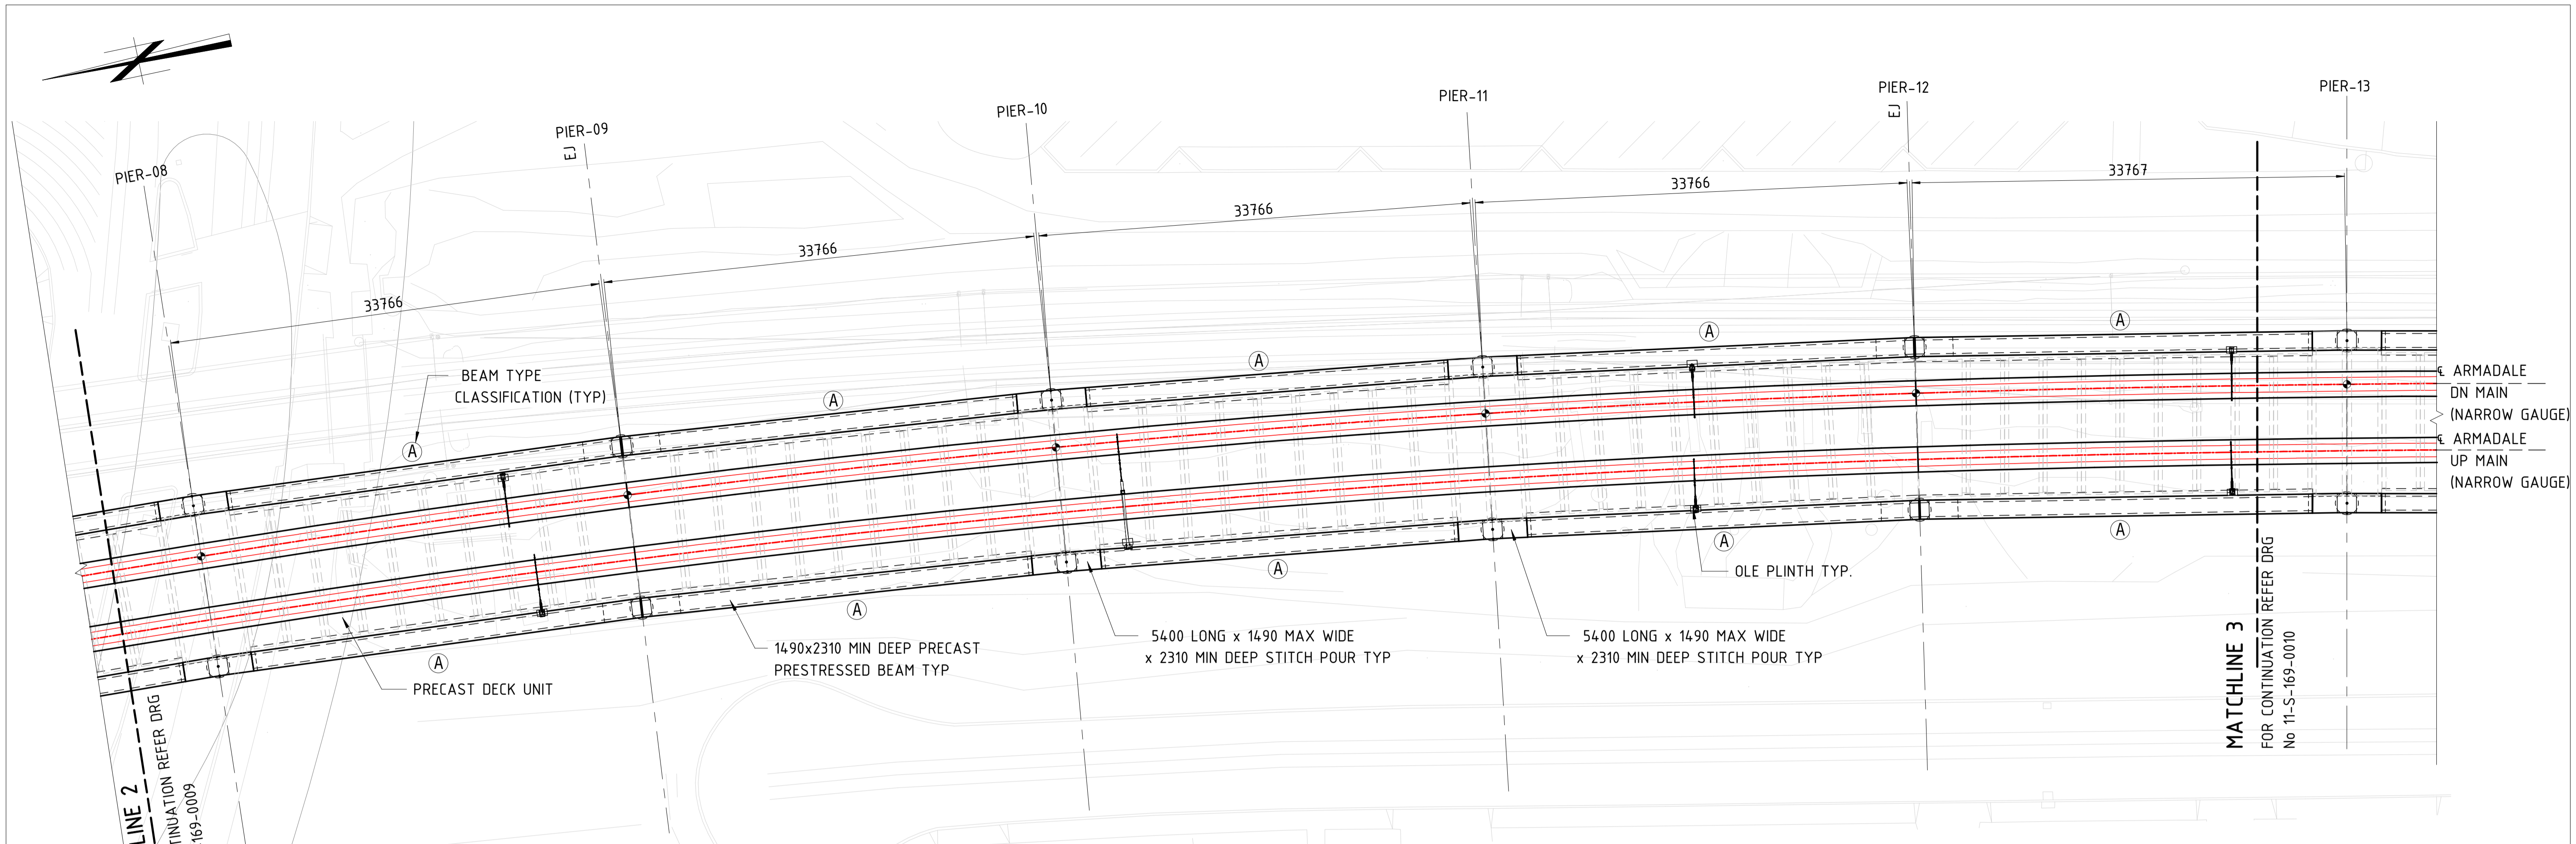 PIER-08
PIER-09
EJ
PIER-10
PIER-11
PIER-12
EJ
PIER-13
33766
33766
33766
33766
33767
BEAM TYPE
CLASSIFICATION (TYP)
A
A
A
A
A
A
A
A
A
A
℄ ARMADALE
DN MAIN
(NARROW GAUGE)
℄ ARMADALE
UP MAIN
(NARROW GAUGE)
PRECAST DECK UNIT
1490x2310 MIN DEEP PRECAST
PRESTRESSED BEAM TYP
5400 LONG x 1490 MAX WIDE
x 2310 MIN DEEP STITCH POUR TYP
5400 LONG x 1490 MAX WIDE
x 2310 MIN DEEP STITCH POUR TYP
OLE PLINTH TYP.
LINE 2
TINUATION REFER DRG
169-0009
MATCHLINE 3
FOR CONTINUATION REFER DRG
No 11-S-169-0010